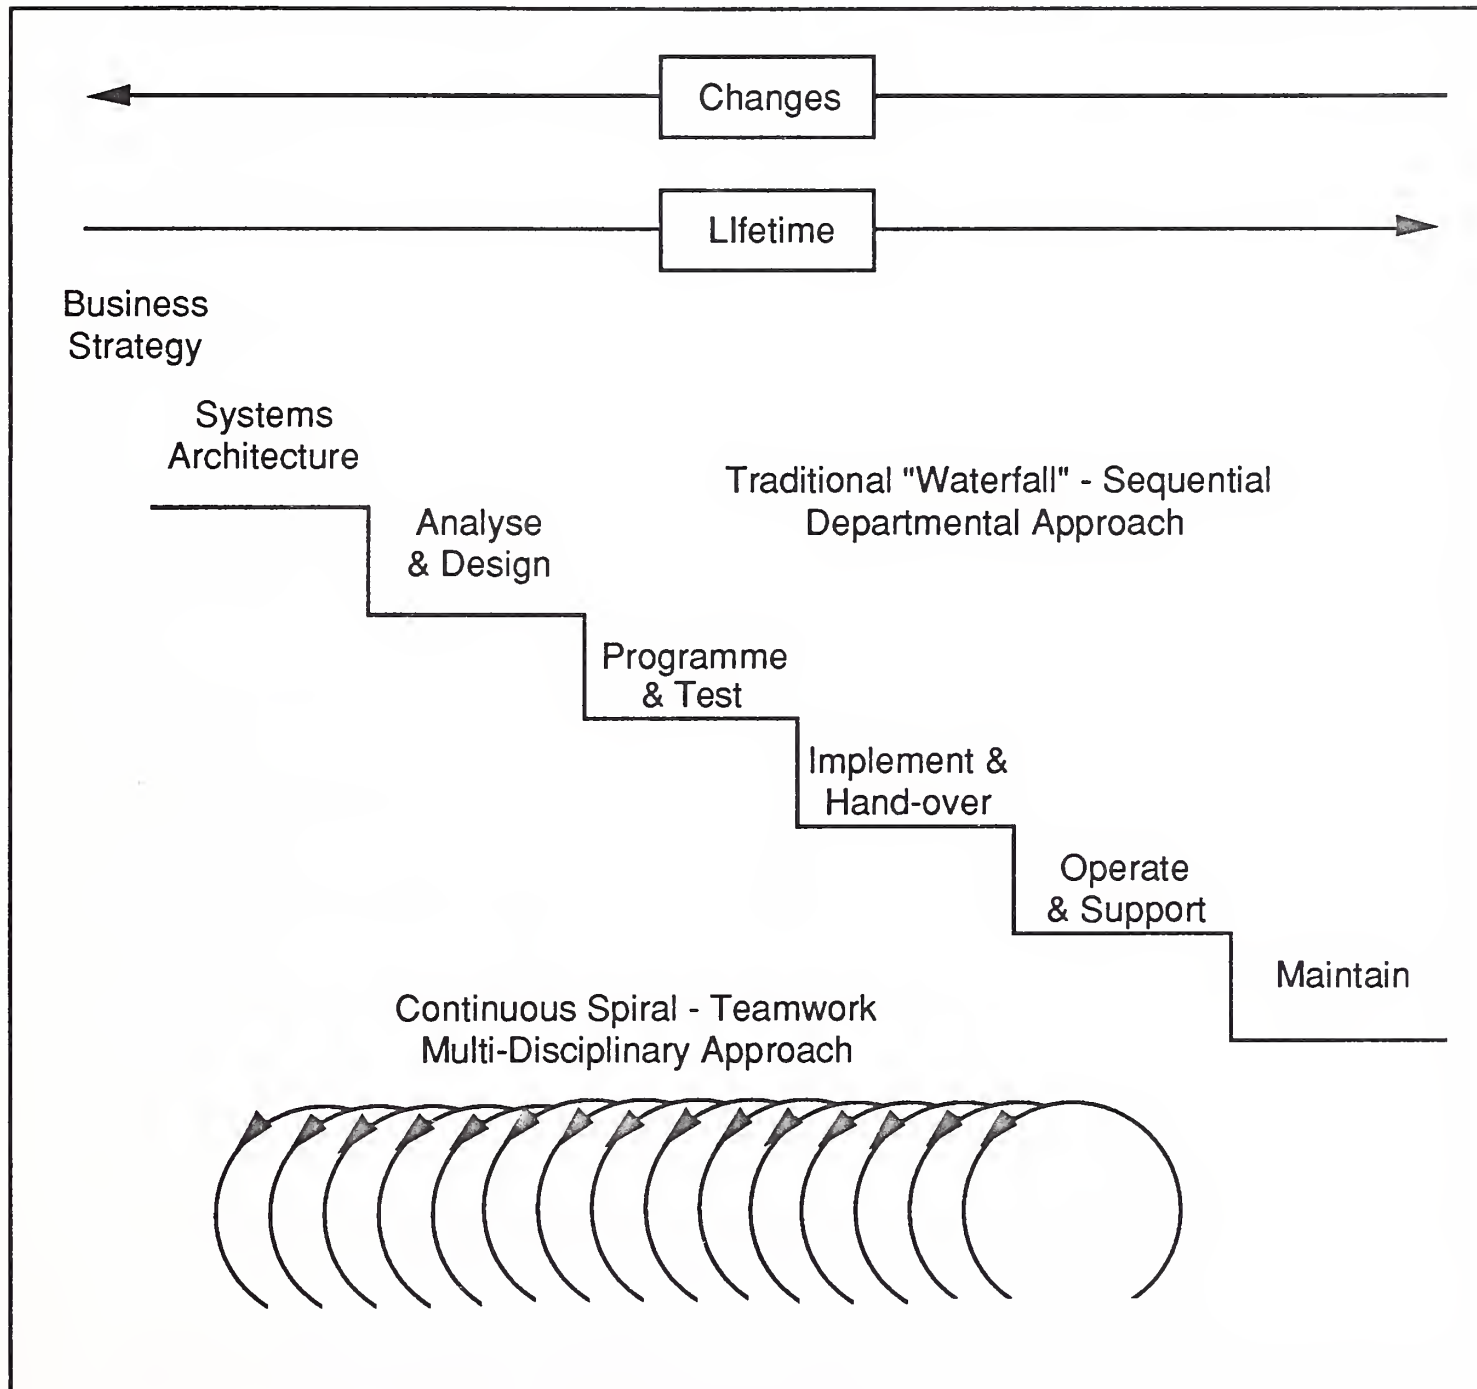 Changes
LIfetime
Business
Strategy
Systems
Architecture
Traditional "Waterfall" - Sequential
Departmental Approach
Analyse
& Design
Programme
& Test
Implement &
Hand-over
Operate
& Support
Maintain
Continuous Spiral - Teamwork
Multi-Disciplinary Approach